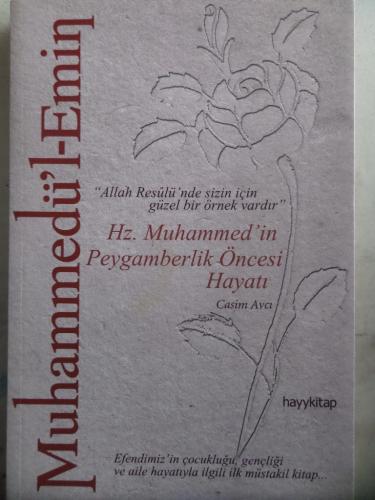 Muhammedü'l-Emin
"Allah Resûlü'nde sizin için
güzel bir örnek vardır"
Hz. Muhammed'in
Peygamberlik Öncesi
Hayatı
Casim Avcı
hayykitap
Efendimiz'in çocukluğu, gençliği
ve aile hayatıyla ilgili ilk müstakil kitap...